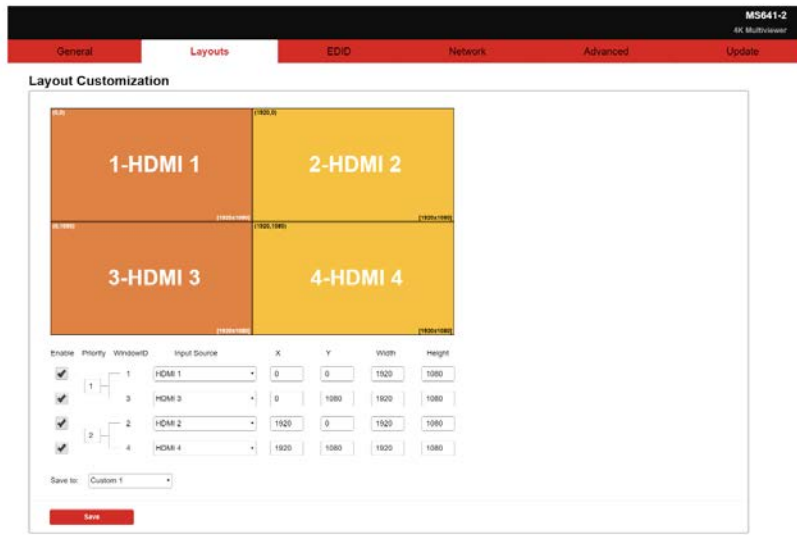 MS641-2
4K Multiviewer
General Layouts EDID Network Advanced Update
Layout Customization
(0,0) (1920,0)
1-HDMI 1 2-HDMI 2
[1920x1080] [1920x1080]
(0,1080) (1920,1080)
3-HDMI 3 4-HDMI 4
[1920x1080] [1920x1080]
Enable Priority WindowID Input Source X Y Width Height
1 HDMI 1 0 0 1920 1080
1
3 HDMI 3 0 1080 1920 1080
2 HDMI 2 1920 0 1920 1080
2
4 HDMI 4 1920 1080 1920 1080
Save to: Custom 1
Save